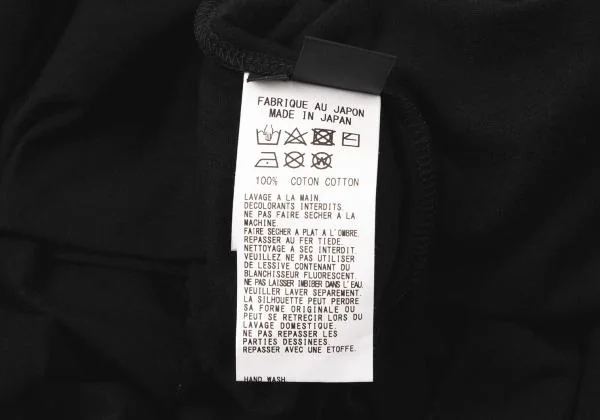 FABRIQUE AU JAPON
MADE IN JAPAN
W
100% COTON COTTON
LAVAGE A LA MAIN.
DECOLORANTS INTERDITS.
NE PAS FAIRE SECHER A LA
MACHINE.
FAIRE SECHER A PLAT A L'OMBRE.
REPASSER AU FER TIEDE.
NETTOYAGE A SEC INTERDIT.
VEUILLEZ NE PAS UTILISER
DE LESSIVE CONTENANT DU
BLANCHISSEUR FLUORESCENT.
NE PAS LAISSER IMBIBER DANS L'EAU.
VEUILLER LAVER SEPAREMENT.
LA SILHOUETTE PEUT PERDRE
SA FORME ORIGINALE OU
PEUT SE RETRECIR LORS DU
LAVAGE DOMESTIQUE.
NE PAS REPASSER LES
PARTIES DESSINEES.
REPASSER AVEC UNE ETOFFE.
HAND WASH